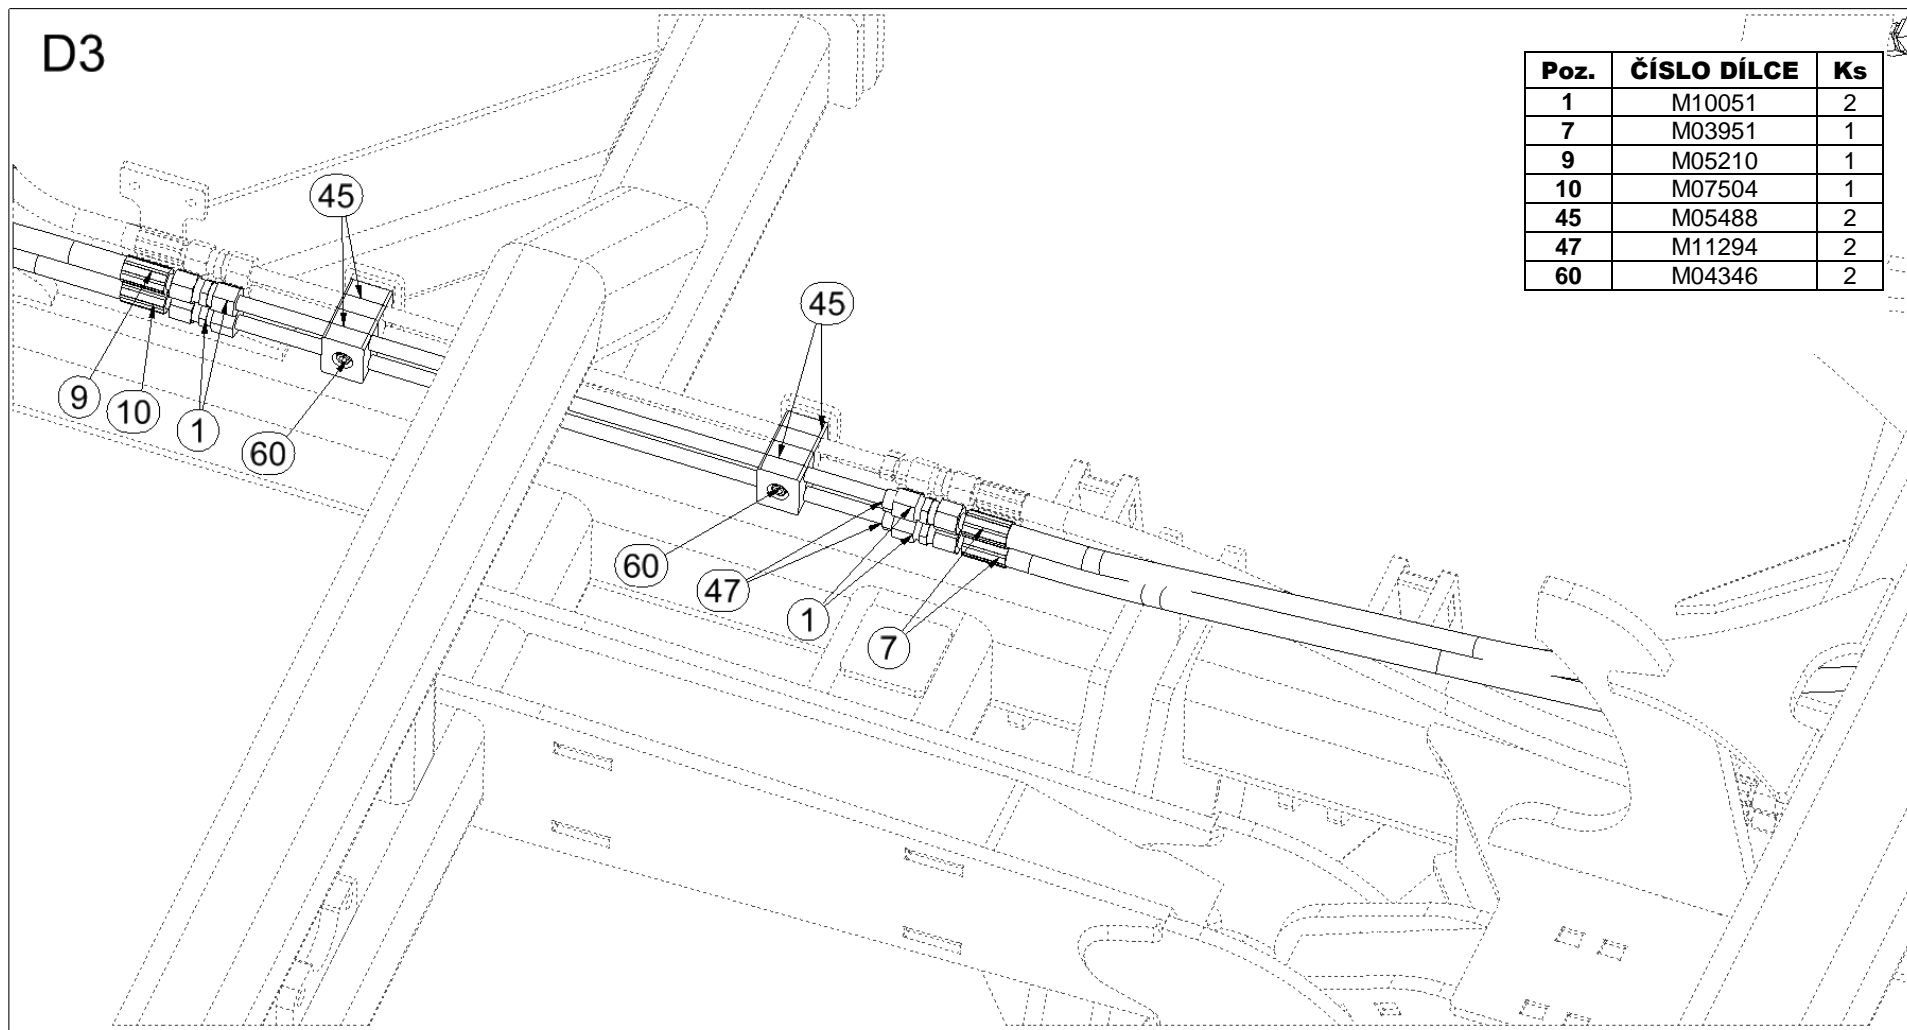 D3
Poz. ČÍSLO DÍLCE Ks
1 M10051 2
7 M03951 1
9 M05210 1
10 M07504 1
45 M05488 2
47 M11294 2
60 M04346 2
45
45
9
10
1
60
60
47
1
7